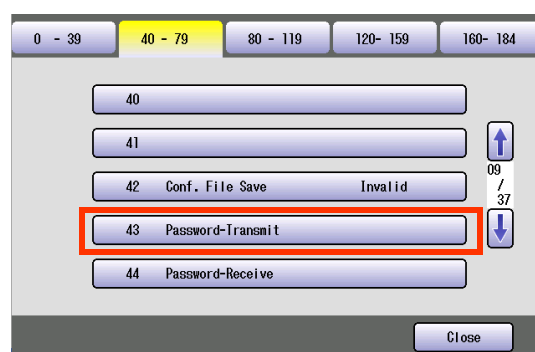 0 - 39 40 - 79 80 - 119 120- 159 160- 184
40
41
42 Conf. File Save Invalid
43 Password-Transmit
44 Password-Receive
09
/
37
Close